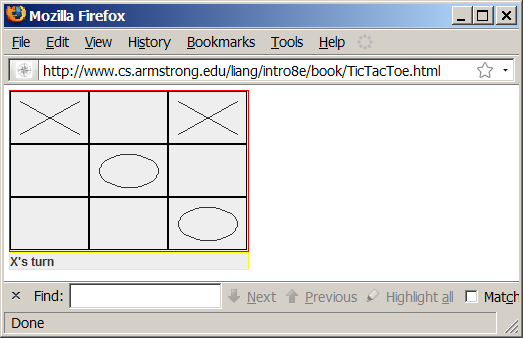 Mozilla Firefox
File Edit View History Bookmarks Tools Help
http://www.cs.armstrong.edu/liang/intro8e/book/TicTacToe.html
X's turn
× Find: Next Previous Highlight all Match
Done